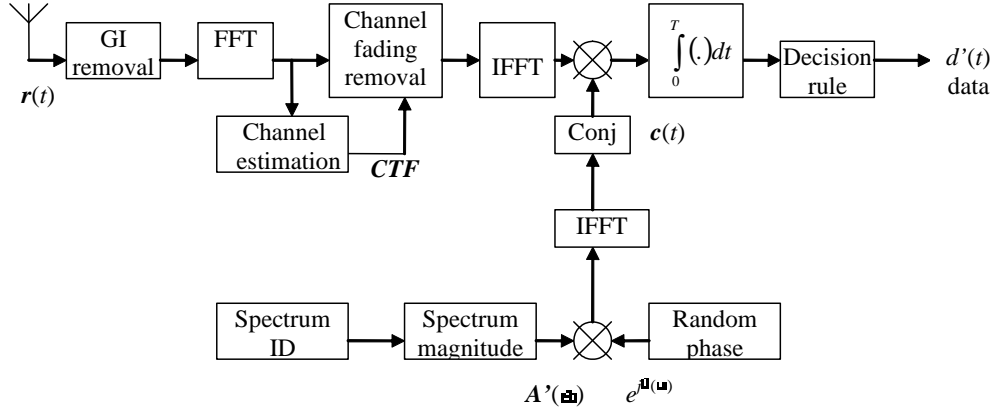 GI
removal
FFT
Channel
fading
removal
IFFT
T
∫
0
(.)dt
Decision
rule
d'(t)
data
r(t)
Channel
estimation
CTF
Conj
c(t)
IFFT
Spectrum
ID
Spectrum
magnitude
Random
phase
A'(
e^j